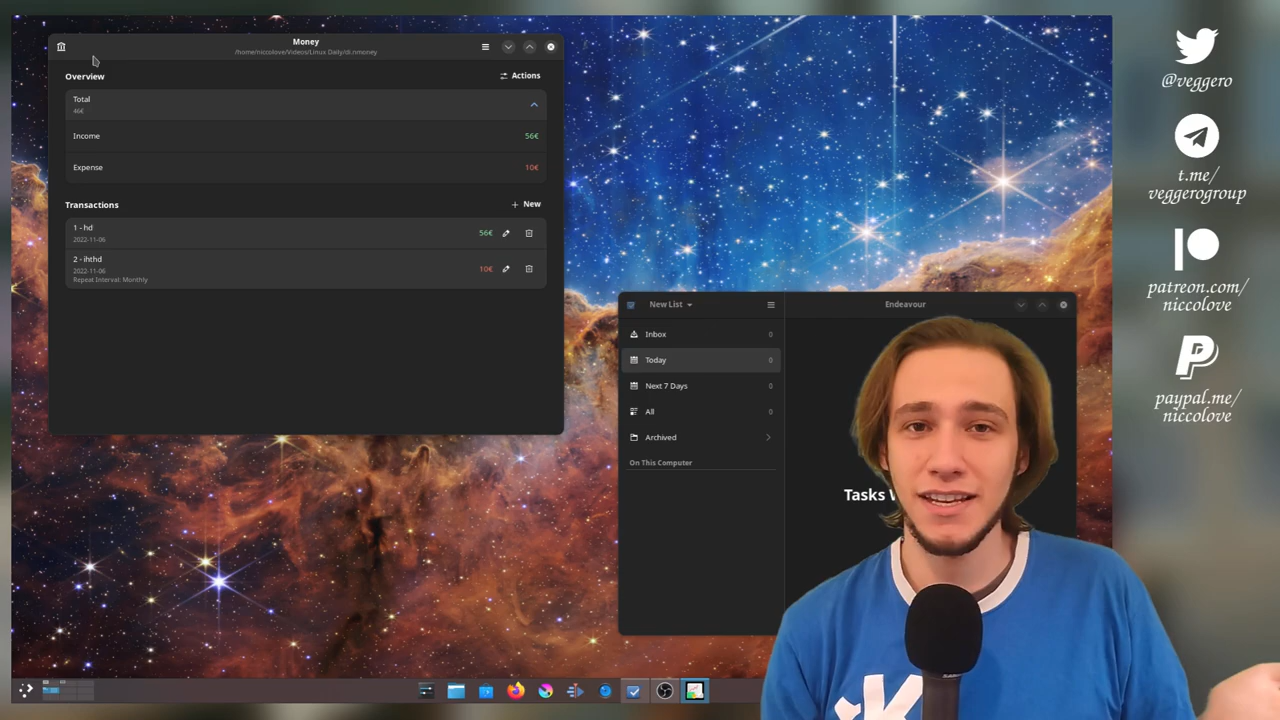 Money
/home/niccolove/Videos/Linux Daily/di.nmoney
Overview
Actions
Total
46€
Income
56€
Expense
10€
Transactions
New
1 - hd
2022-11-06
56€
2 - ihthd
2022-11-06
Repeat Interval: Monthly
10€
New List
Endeavour
Inbox
0
Today
0
Next 7 Days
0
All
0
Archived
On This Computer
Tasks
@veggero
t.me/
veggerogroup
patreon.com/
niccolove
paypal.me/
niccolove